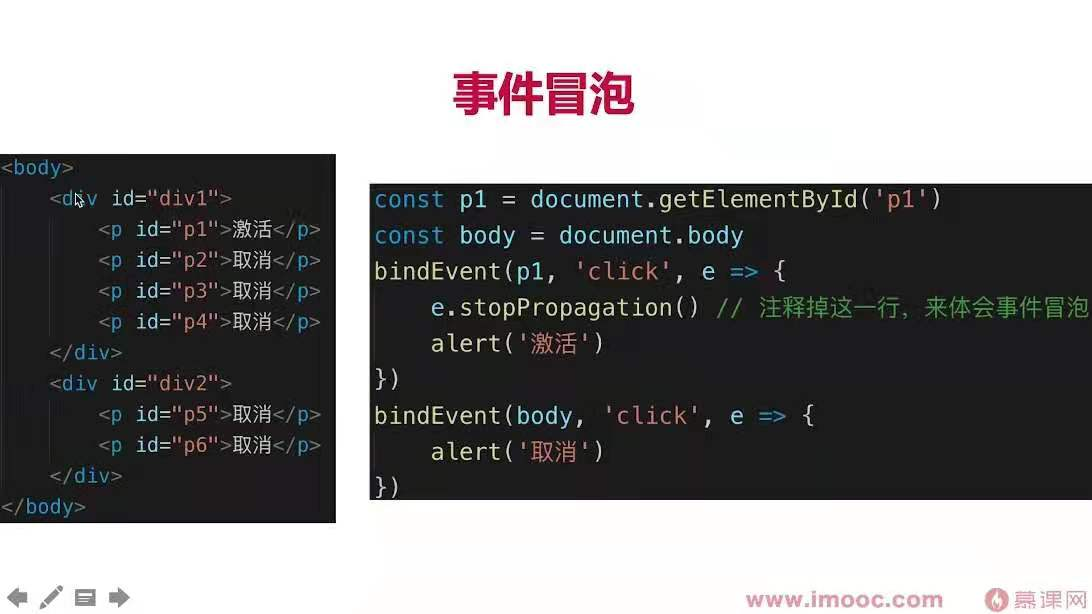 事件冒泡
<body>
<div id="div1">
<p id="p1">激活</p>
<p id="p2">取消</p>
<p id="p3">取消</p>
<p id="p4">取消</p>
</div>
<div id="div2">
<p id="p5">取消</p>
<p id="p6">取消</p>
</div>
</body>
const p1 = document.getElementById('p1')
const body = document.body
bindEvent(p1, 'click', e => {
e.stopPropagation() // 注释掉这一行，来体会事件冒泡
alert('激活')
})
bindEvent(body, 'click', e => {
alert('取消')
})
www.imooc.com 慕课网